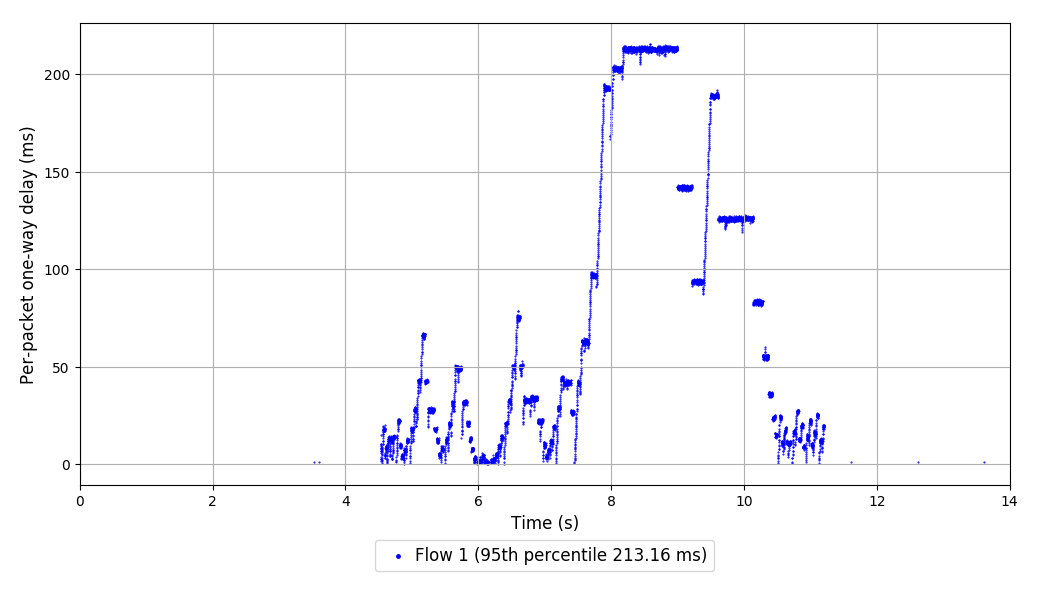 Per-packet one-way delay (ms)
200
150
100
50
0
0 2 4 6 8 10 12 14
Time (s)
Flow 1 (95th percentile 213.16 ms)